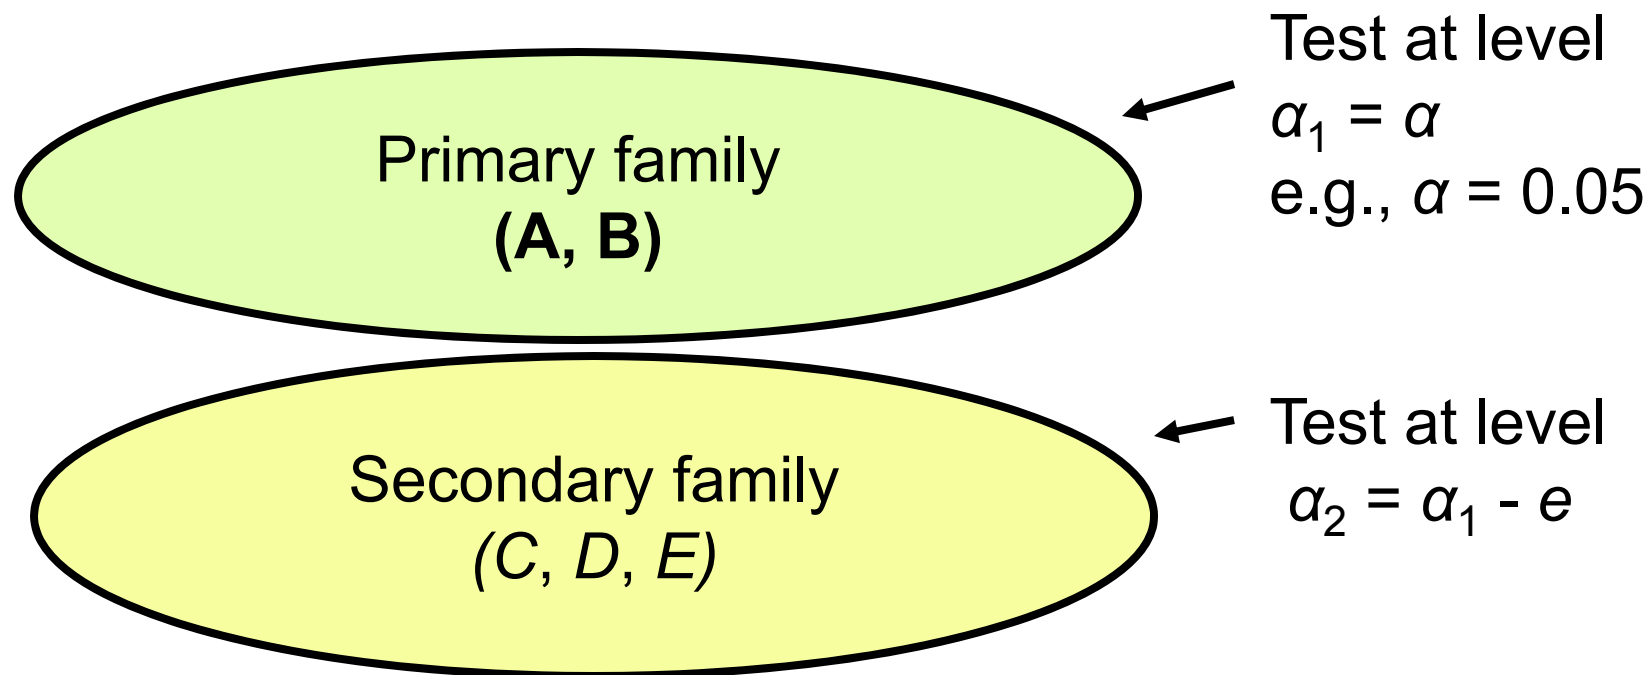 Primary family
(A, B)
Test at level
α₁ = α
e.g., α = 0.05
Secondary family
(C, D, E)
Test at level
α₂ = α₁ - e